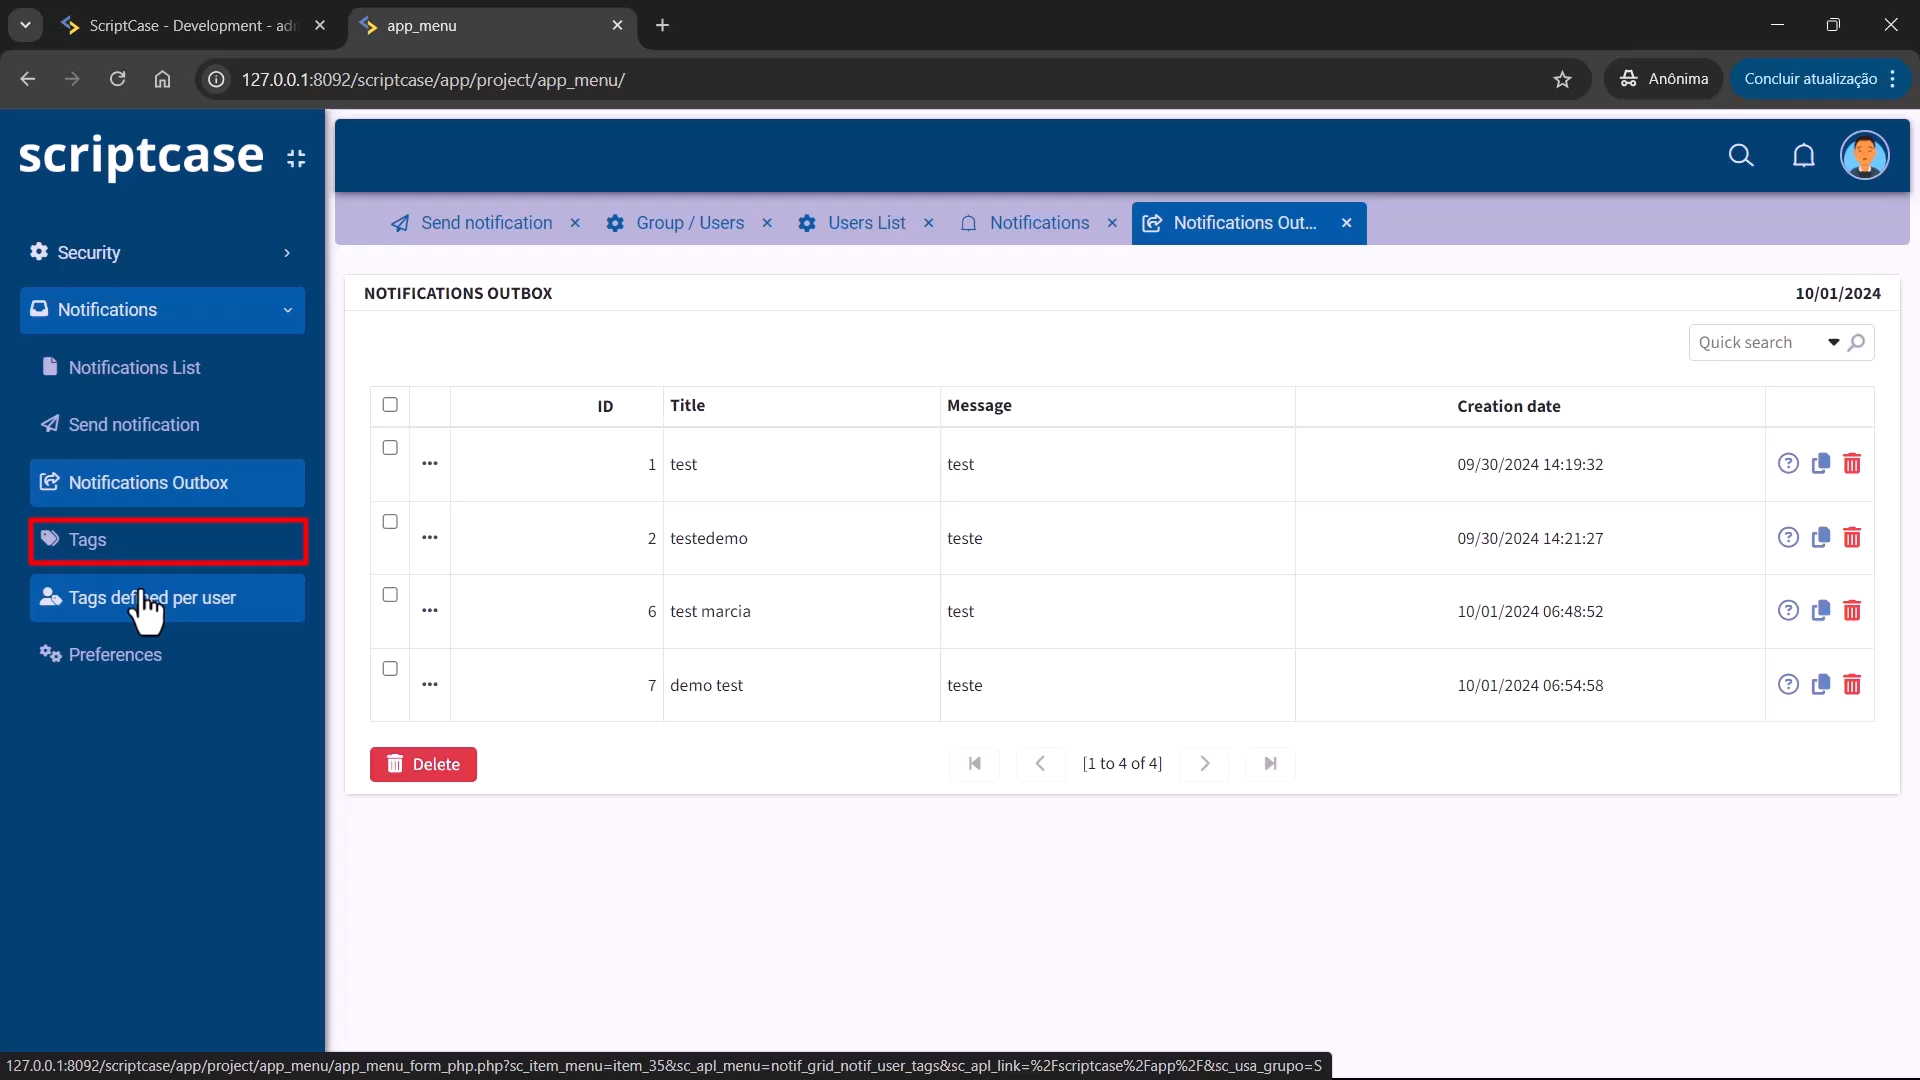 ScriptCase - Development - ad
app_menu
127.0.0.1:8092/scriptcase/app/project/app_menu/
Anônima
Concluir atualização
scriptcase
Send notification
Group / Users
Users List
Notifications
Notifications Out...
Security
Notifications
Notifications List
Send notification
Notifications Outbox
Tags
Tags defined per user
Preferences
NOTIFICATIONS OUTBOX
10/01/2024
Quick search
ID Title Message Creation date
1 test test 09/30/2024 14:19:32
2 testedemo teste 09/30/2024 14:21:27
6 test marcia test 10/01/2024 06:48:52
7 demo test teste 10/01/2024 06:54:58
Delete
[1 to 4 of 4]
127.0.0.1:8092/scriptcase/app/project/app_menu/app_menu_form_php.php?sc_item_menu=item_35&sc_apl_menu=notif_grid_notif_user_tags&sc_apl_link=%2Fscriptcase%2Fapp%2F&sc_usa_grupo=S